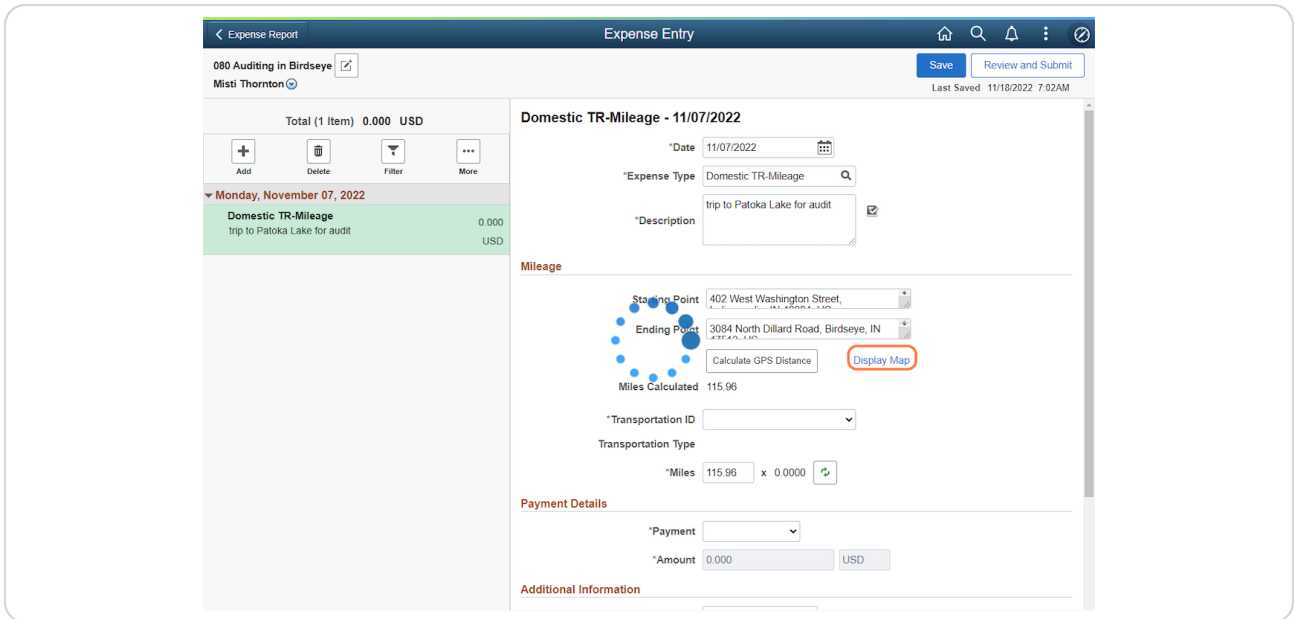 Expense Report
Expense Entry
080 Auditing in Birdseye
Misti Thornton
Save
Review and Submit
Last Saved 11/18/2022 7:02AM
Total (1 Item) 0.000 USD
Add
Delete
Filter
More
Monday, November 07, 2022
Domestic TR-Mileage
trip to Patoka Lake for audit
0.000
USD
Domestic TR-Mileage - 11/07/2022
*Date 11/07/2022
*Expense Type Domestic TR-Mileage
*Description trip to Patoka Lake for audit
Mileage
Starting Point 402 West Washington Street,
Ending Point 3084 North Dillard Road, Birdseye, IN
Calculate GPS Distance Display Map
Miles Calculated 115.96
*Transportation ID
Transportation Type
*Miles 115.96 x 0.0000
Payment Details
*Payment
*Amount 0.000 USD
Additional Information